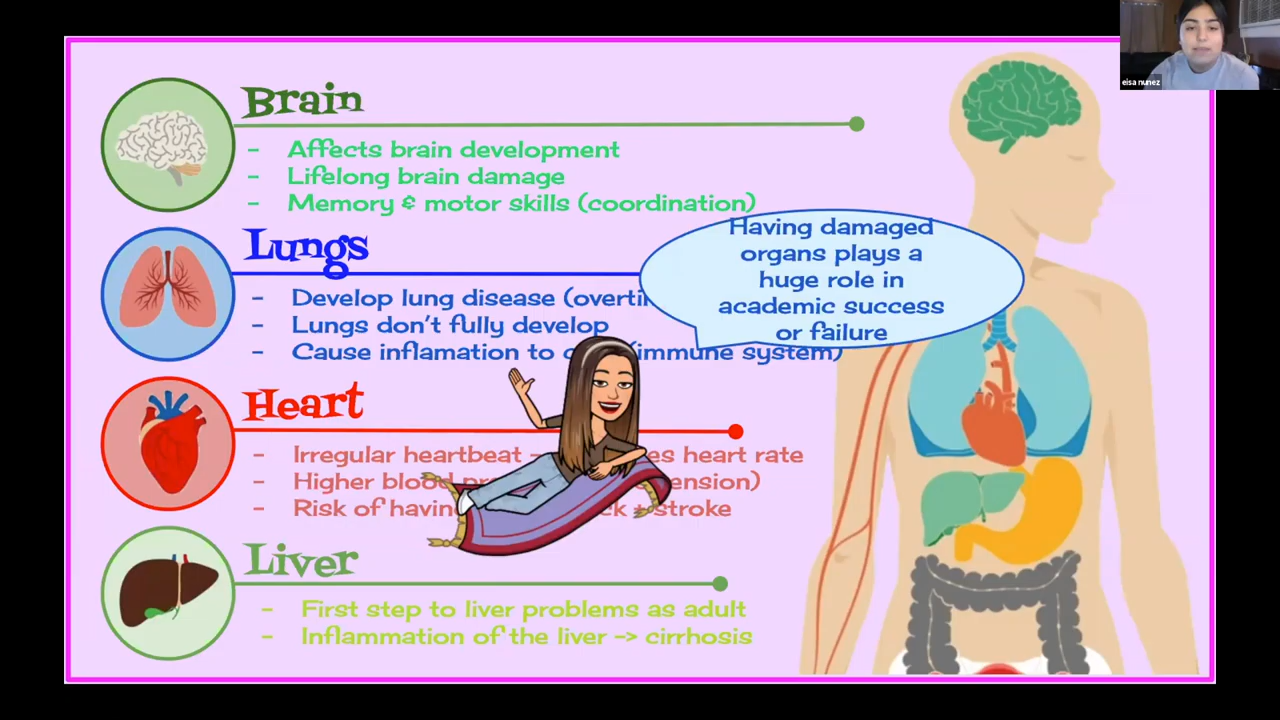 eisa nunez
Brain
- Affects brain development
- Lifelong brain damage
- Memory & motor skills (coordination)
Lungs
- Develop lung disease (overti
- Lungs don't fully develop
- Cause inflamation to (immune system)
Having damaged
organs plays a
huge role in
academic success
or failure
Heart
- Irregular heartbeat - es heart rate
- Higher blood pr ension)
- Risk of havin ck + stroke
Liver
- First step to liver problems as adult
- Inflammation of the liver -> cirrhosis